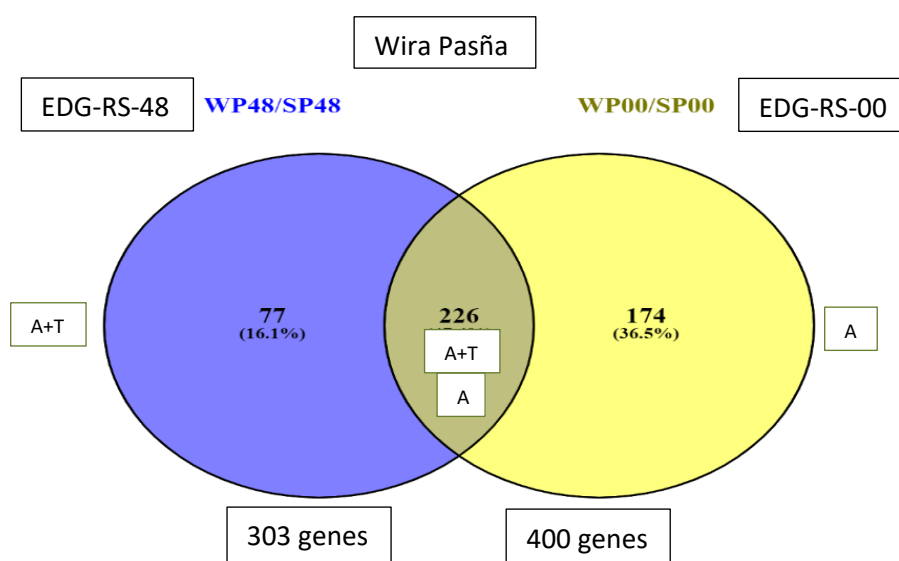 Wira Pasña
EDG-RS-48
WP48/SP48
WP00/SP00
EDG-RS-00
77
(16.1%)
226
174
(36.5%)
A+T
A+T
A
A
303 genes
400 genes